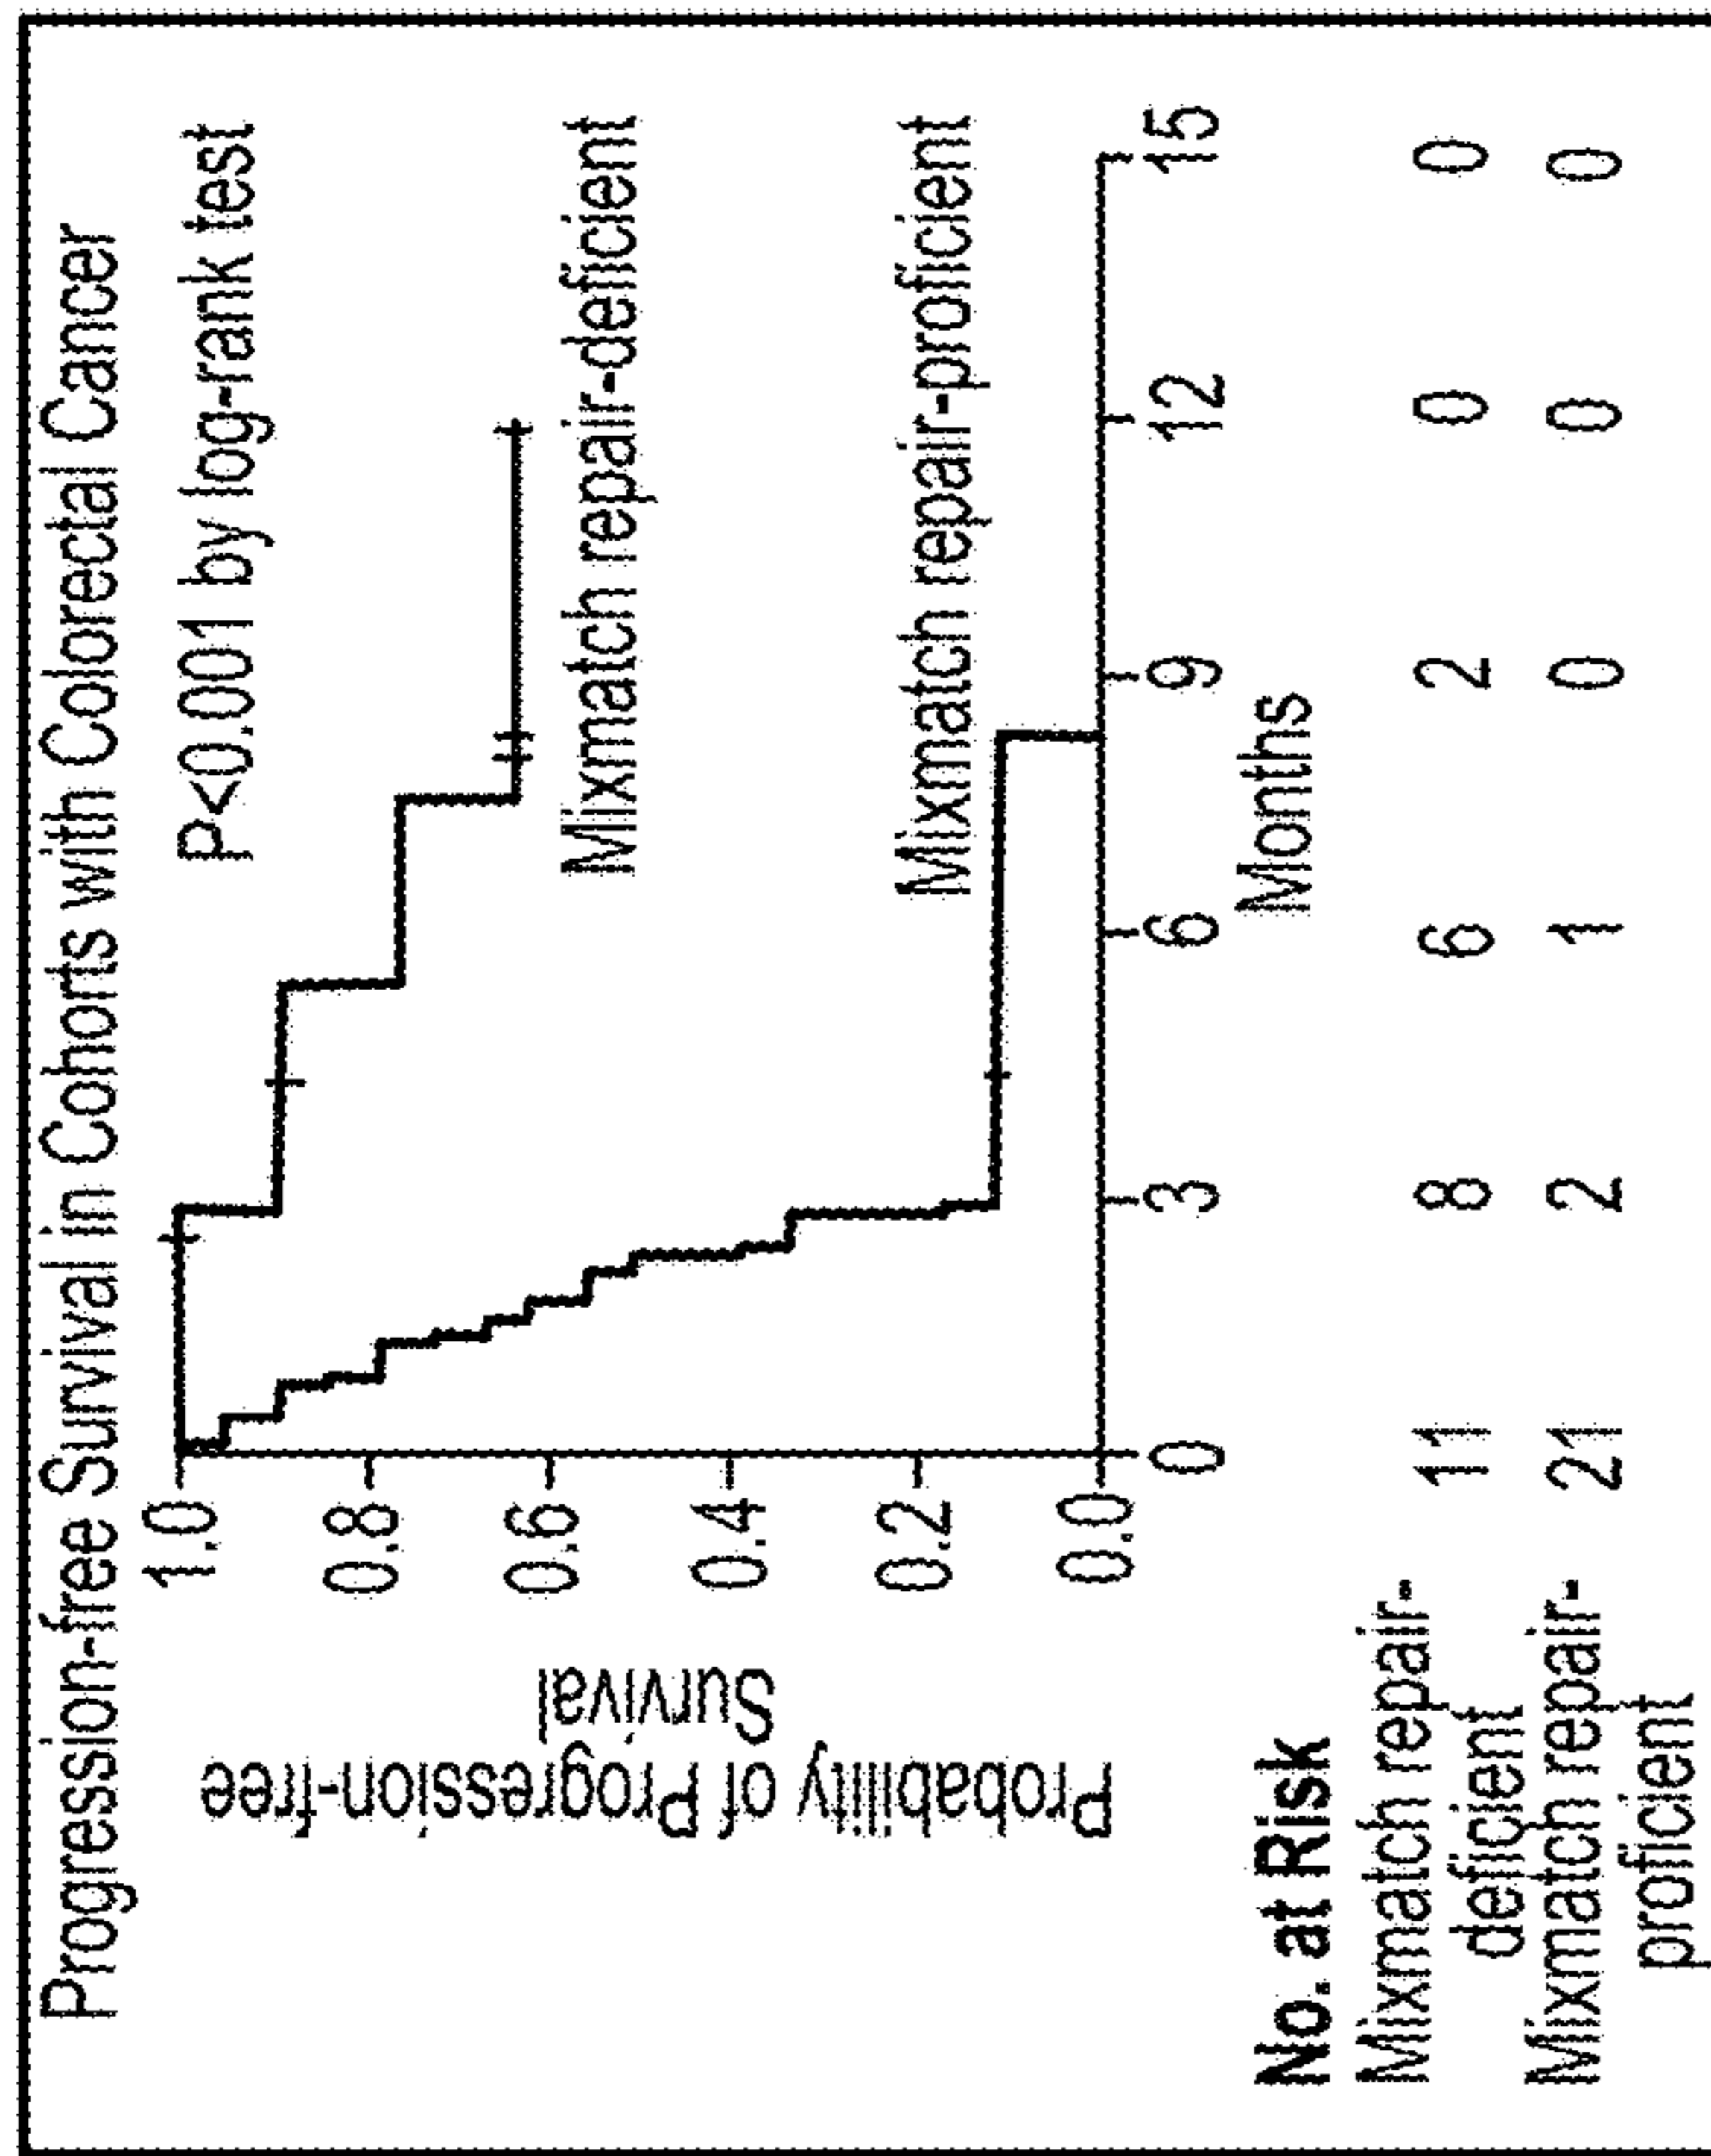 Progression-free Survival in Cohorts with Colorectal Cancer
P<0.001 by log-rank test
Mixmatch repair-deficient
Mixmatch repair-proficient
Probability of Progression-free
Survival
1.0
0.8
0.6
0.4
0.2
0.0
0 3 6 9 12 15
Months
No. at Risk
Mixmatch repair- 11 8 6 2 0 0
deficient
Mixmatch repair- 21 2 1 0 0 0
proficient